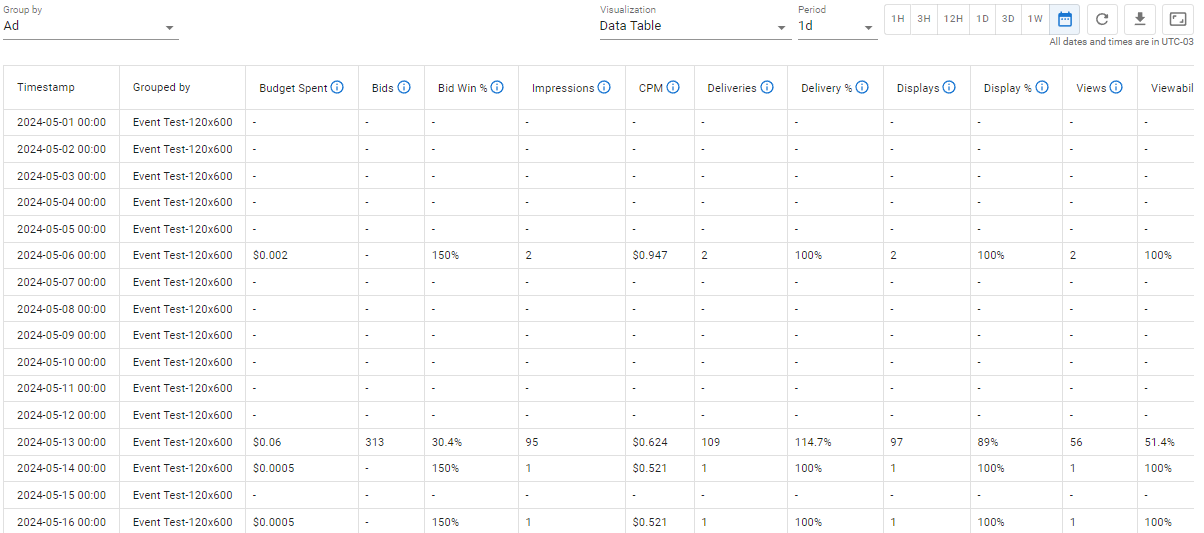 Group by Visualization Period
Ad Data Table 1d 1H 3H 12H 1D 3D 1W
All dates and times are in UTC-03
Timestamp Grouped by Budget Spent Bids Bid Win % Impressions CPM Deliveries Delivery % Displays Display % Views Viewabil
2024-05-01 00:00 Event Test-120x600 - - - - - - - - - - -
2024-05-02 00:00 Event Test-120x600 - - - - - - - - - - -
2024-05-03 00:00 Event Test-120x600 - - - - - - - - - - -
2024-05-04 00:00 Event Test-120x600 - - - - - - - - - - -
2024-05-05 00:00 Event Test-120x600 - - - - - - - - - - -
2024-05-06 00:00 Event Test-120x600 $0.002 - 150% 2 $0.947 2 100% 2 100% 2 100%
2024-05-07 00:00 Event Test-120x600 - - - - - - - - - - -
2024-05-08 00:00 Event Test-120x600 - - - - - - - - - - -
2024-05-09 00:00 Event Test-120x600 - - - - - - - - - - -
2024-05-10 00:00 Event Test-120x600 - - - - - - - - - - -
2024-05-11 00:00 Event Test-120x600 - - - - - - - - - - -
2024-05-12 00:00 Event Test-120x600 - - - - - - - - - - -
2024-05-13 00:00 Event Test-120x600 $0.06 313 30.4% 95 $0.624 109 114.7% 97 89% 56 51.4%
2024-05-14 00:00 Event Test-120x600 $0.0005 - 150% 1 $0.521 1 100% 1 100% 1 100%
2024-05-15 00:00 Event Test-120x600 - - - - - - - - - - -
2024-05-16 00:00 Event Test-120x600 $0.0005 - 150% 1 $0.521 1 100% 1 100% 1 100%